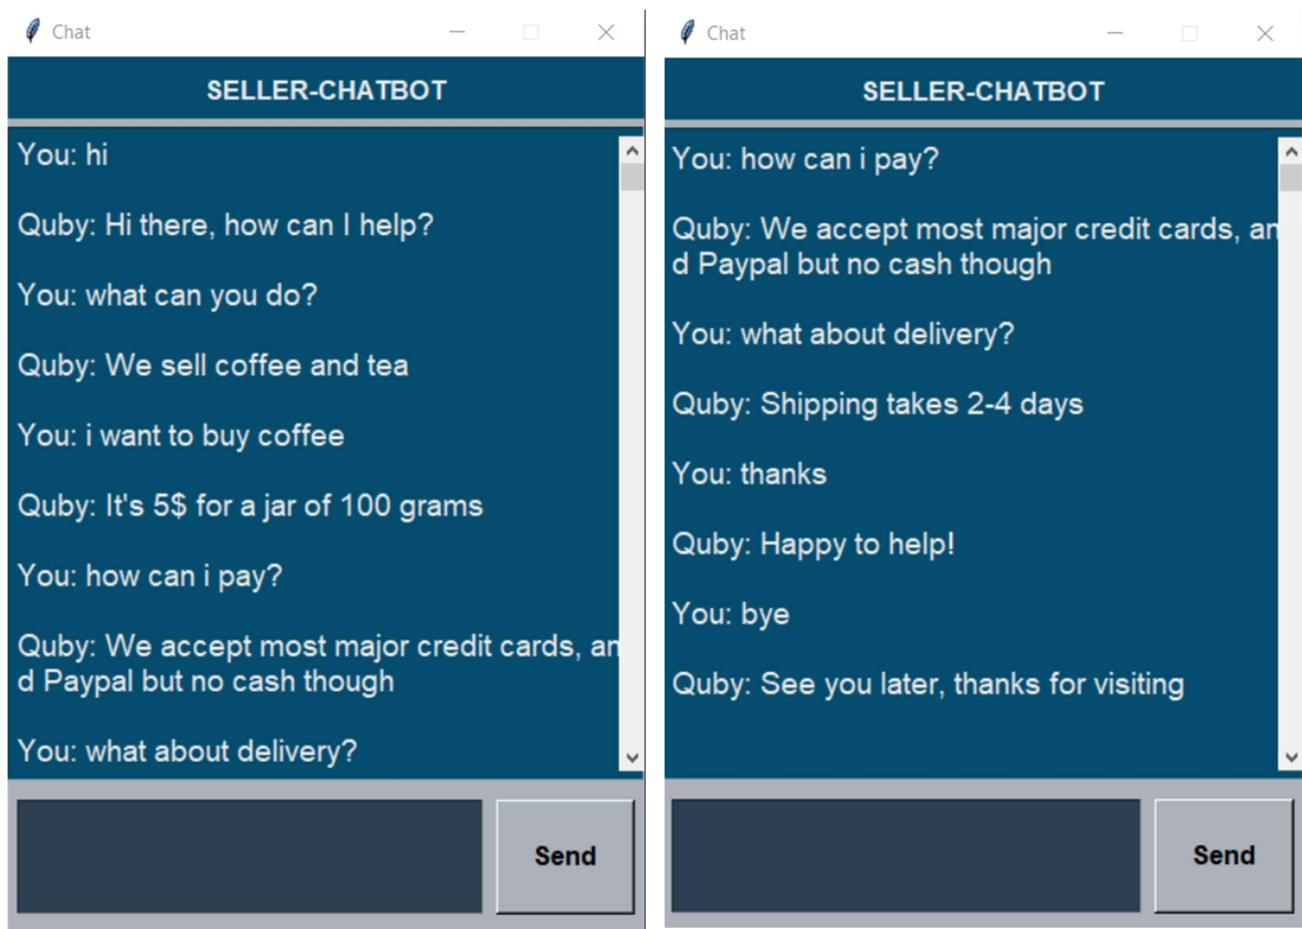 Chat
SELLER-CHATBOT
You: hi
Quby: Hi there, how can I help?
You: what can you do?
Quby: We sell coffee and tea
You: i want to buy coffee
Quby: It's 5$ for a jar of 100 grams
You: how can i pay?
Quby: We accept most major credit cards, an
d Paypal but no cash though
You: what about delivery?
Send
Chat
SELLER-CHATBOT
You: how can i pay?
Quby: We accept most major credit cards, an
d Paypal but no cash though
You: what about delivery?
Quby: Shipping takes 2-4 days
You: thanks
Quby: Happy to help!
You: bye
Quby: See you later, thanks for visiting
Send